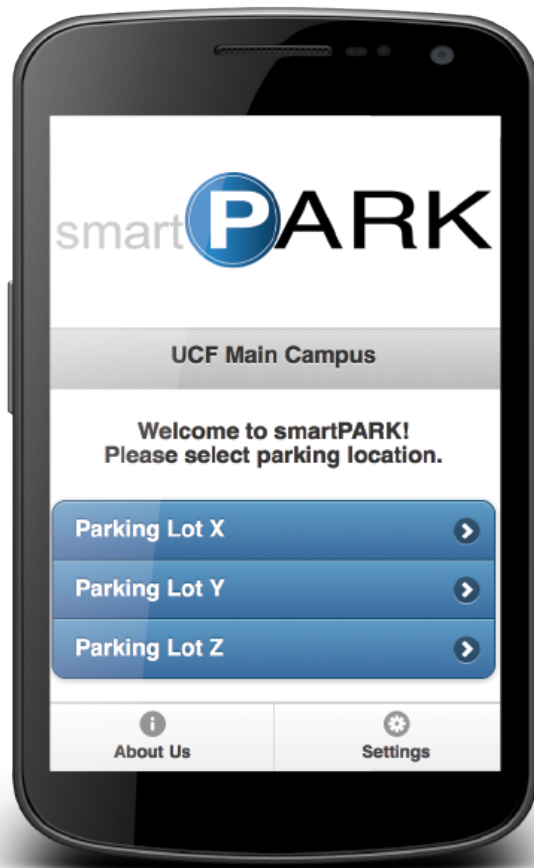 smartPARK
UCF Main Campus
Welcome to smartPARK!
Please select parking location.
Parking Lot X
Parking Lot Y
Parking Lot Z
About Us
Settings